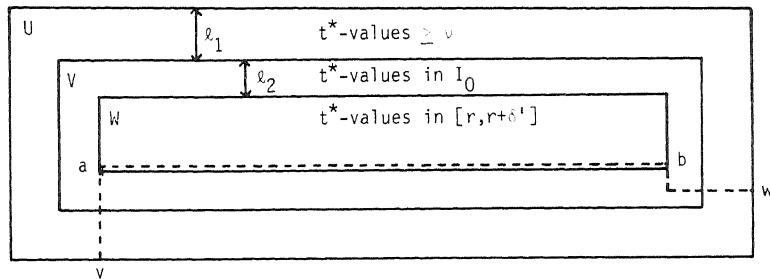 U
ℓ₁
t*-values ≥
V
ℓ₂
t*-values in I₀
W
t*-values in [r,r+δ']
a
b
w
v